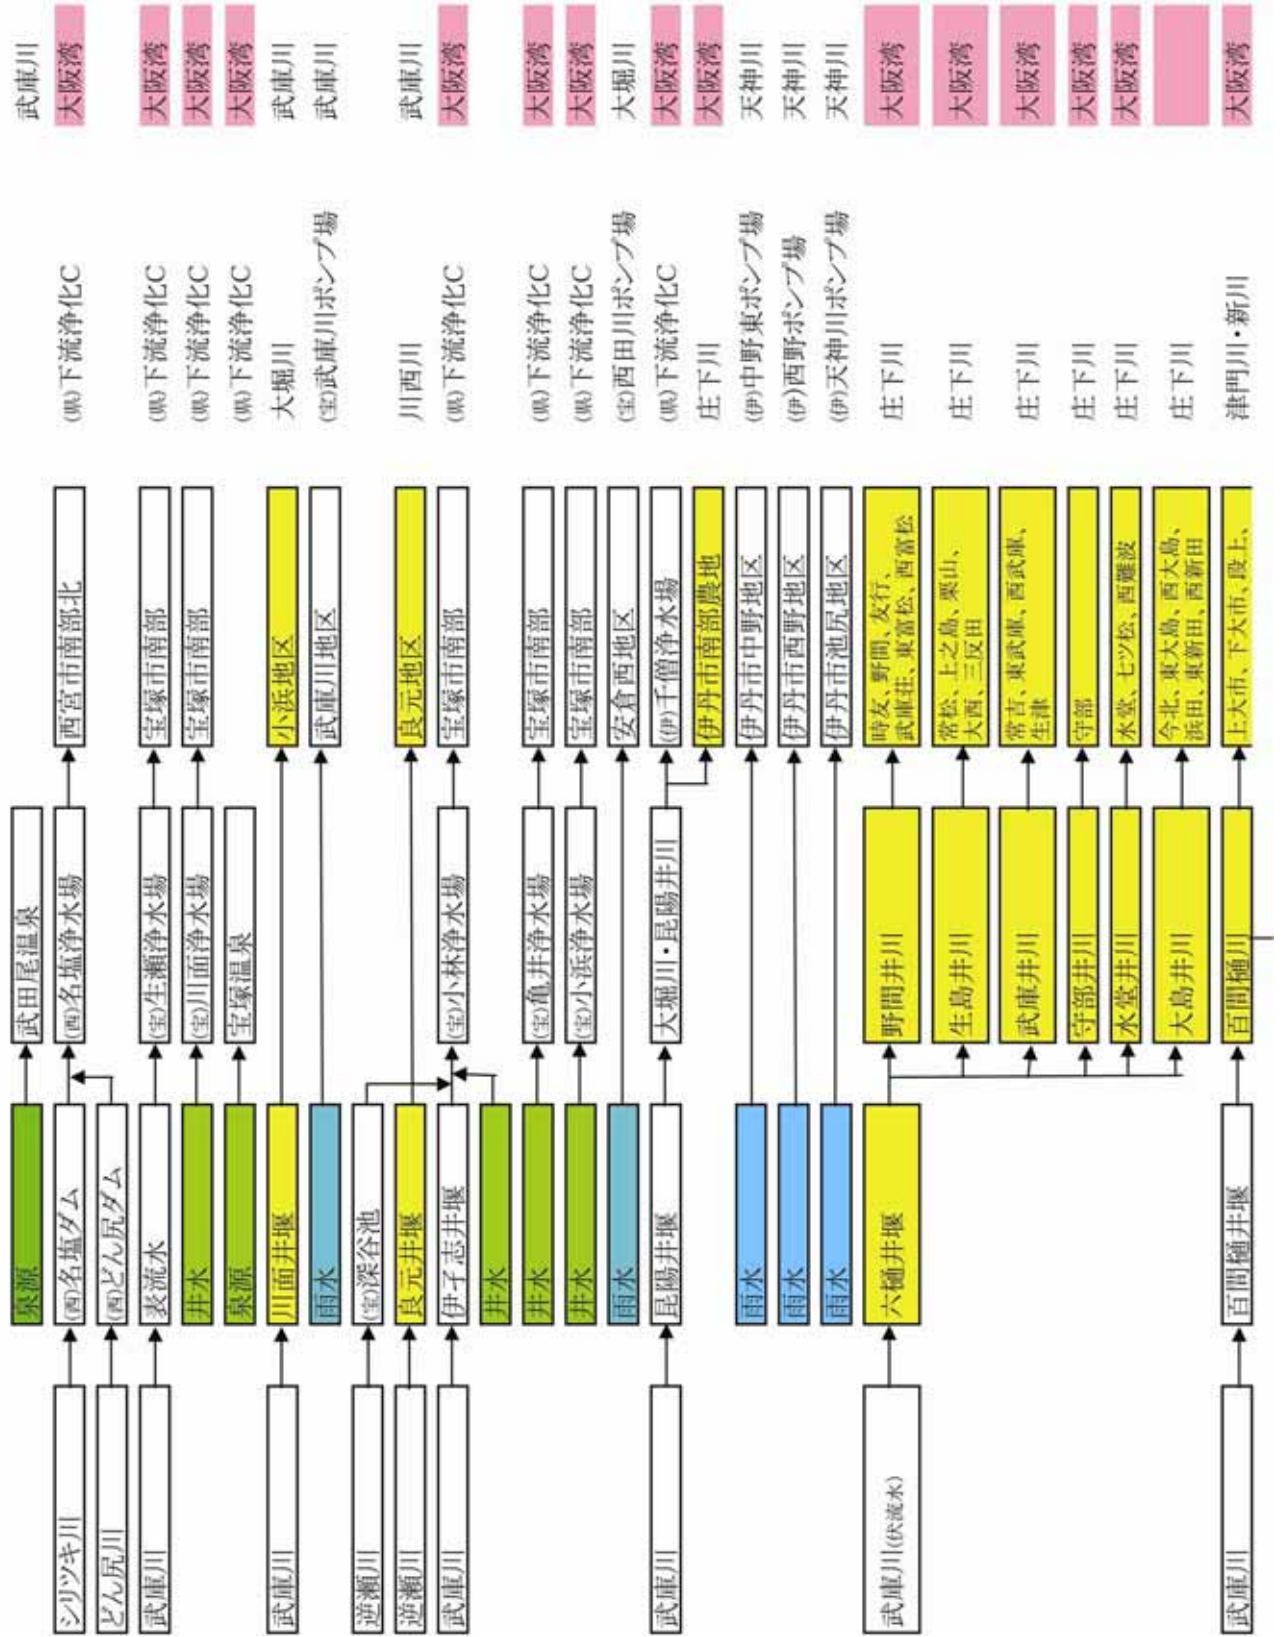 泉源
武田尾温泉
武庫川
シリツキ川
(西)名塩ダム
(西)名塩浄水場
西宮市南部北
(県)下流浄化C
大阪湾
どん尻川
(西)どん尻ダム
武庫川
表流水
(宝)生瀬浄水場
宝塚市南部
(県)下流浄化C
大阪湾
井水
(宝)川面浄水場
宝塚市南部
(県)下流浄化C
大阪湾
泉源
宝塚温泉
(県)下流浄化C
大阪湾
武庫川
川面井堰
小浜地区
大堀川
武庫川
雨水
武庫川地区
(宝)武庫川ポンプ場
武庫川
逆瀬川
(宝)深谷池
逆瀬川
良元井堰
良元地区
川西川
武庫川
武庫川
伊孑志井堰
(宝)小林浄水場
宝塚市南部
(県)下流浄化C
大阪湾
井水
井水
(宝)亀井浄水場
宝塚市南部
(県)下流浄化C
大阪湾
井水
(宝)小浜浄水場
宝塚市南部
(県)下流浄化C
大阪湾
雨水
安倉西地区
(宝)西田川ポンプ場
大堀川
武庫川
昆陽井堰
大堀川・昆陽井川
(伊)千僧浄水場
(県)下流浄化C
大阪湾
伊丹市南部農地
庄下川
大阪湾
雨水
伊丹市中野地区
(伊)中野東ポンプ場
天神川
雨水
伊丹市西野地区
(伊)西野ポンプ場
天神川
雨水
伊丹市池尻地区
(伊)天神川ポンプ場
天神川
武庫川(伏流水)
六樋井堰
野間井川
時友、野間、友行、
武庫荘、東富松、西富松
庄下川
大阪湾
生島井川
常松、上之島、栗山、
大西、三反田
庄下川
大阪湾
武庫井川
常吉、東武庫、西武庫、
生津
庄下川
大阪湾
守部井川
守部
庄下川
大阪湾
水堂井川
水堂、七ツ松、西難波
庄下川
大阪湾
大島井川
今北、東大島、西大島、
浜田、東新田、西新田
庄下川
武庫川
百間樋井堰
百間樋川
上大市、下大市、段上、
津門川・新川
大阪湾